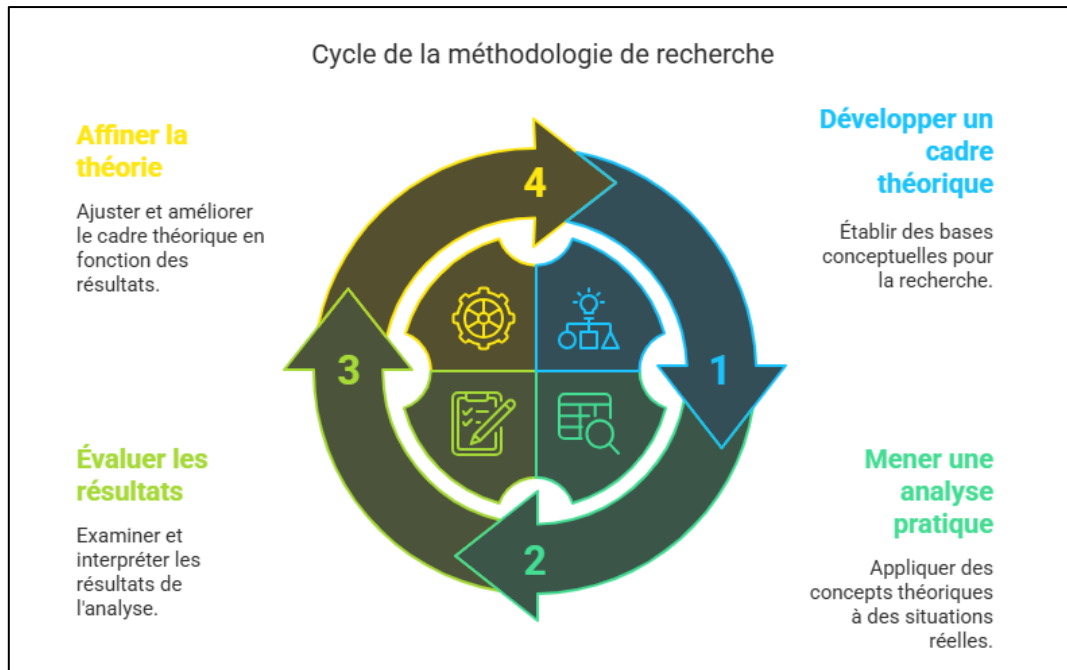 Cycle de la méthodologie de recherche
Affiner la
théorie
Ajuster et améliorer
le cadre théorique en
fonction des
résultats.
4
Développer un
cadre
théorique
Établir des bases
conceptuelles pour
la recherche.
3
1
Évaluer les
résultats
Examiner et
interpréter les
résultats de
l'analyse.
2
Mener une
analyse
pratique
Appliquer des
concepts théoriques
à des situations
réelles.